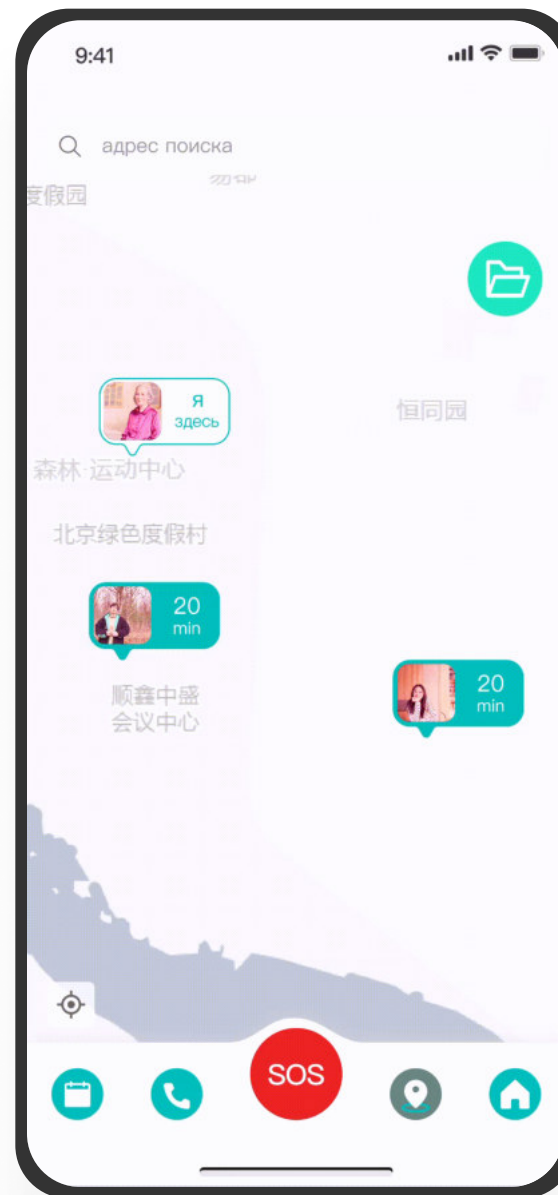 9:41
адрес поиска
度假园
恒同园
Я
здесь
森林·运动中心
北京绿色度假村
20
min
20
min
顺鑫中盛
会议中心
SOS